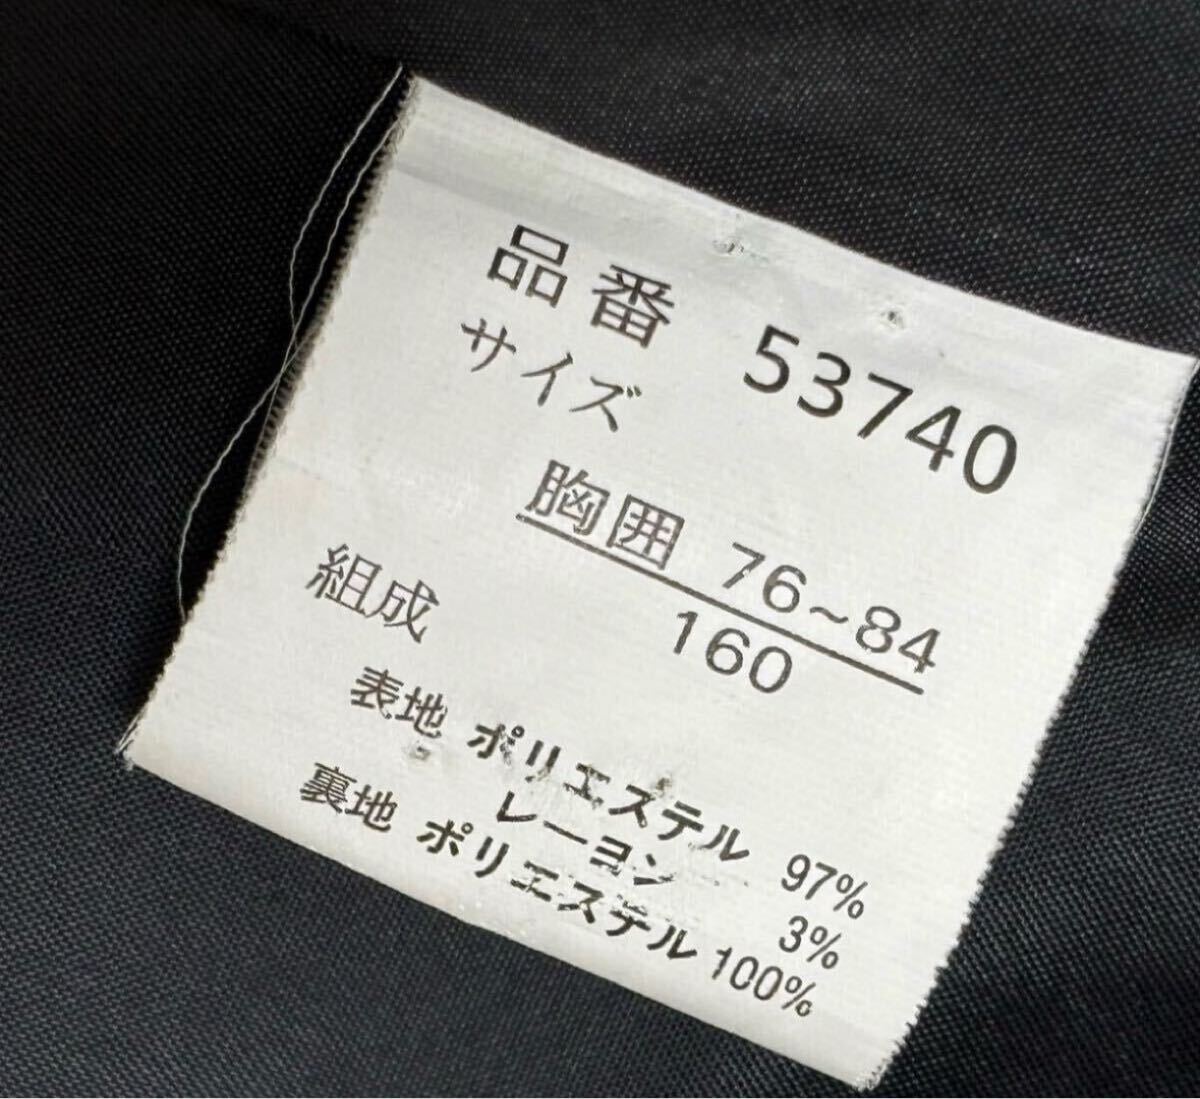 品番 53740
サイズ
胸囲 76~84
160
組成
表地 ポリエステル 97%
レーヨン 3%
裏地 ポリエステル 100%